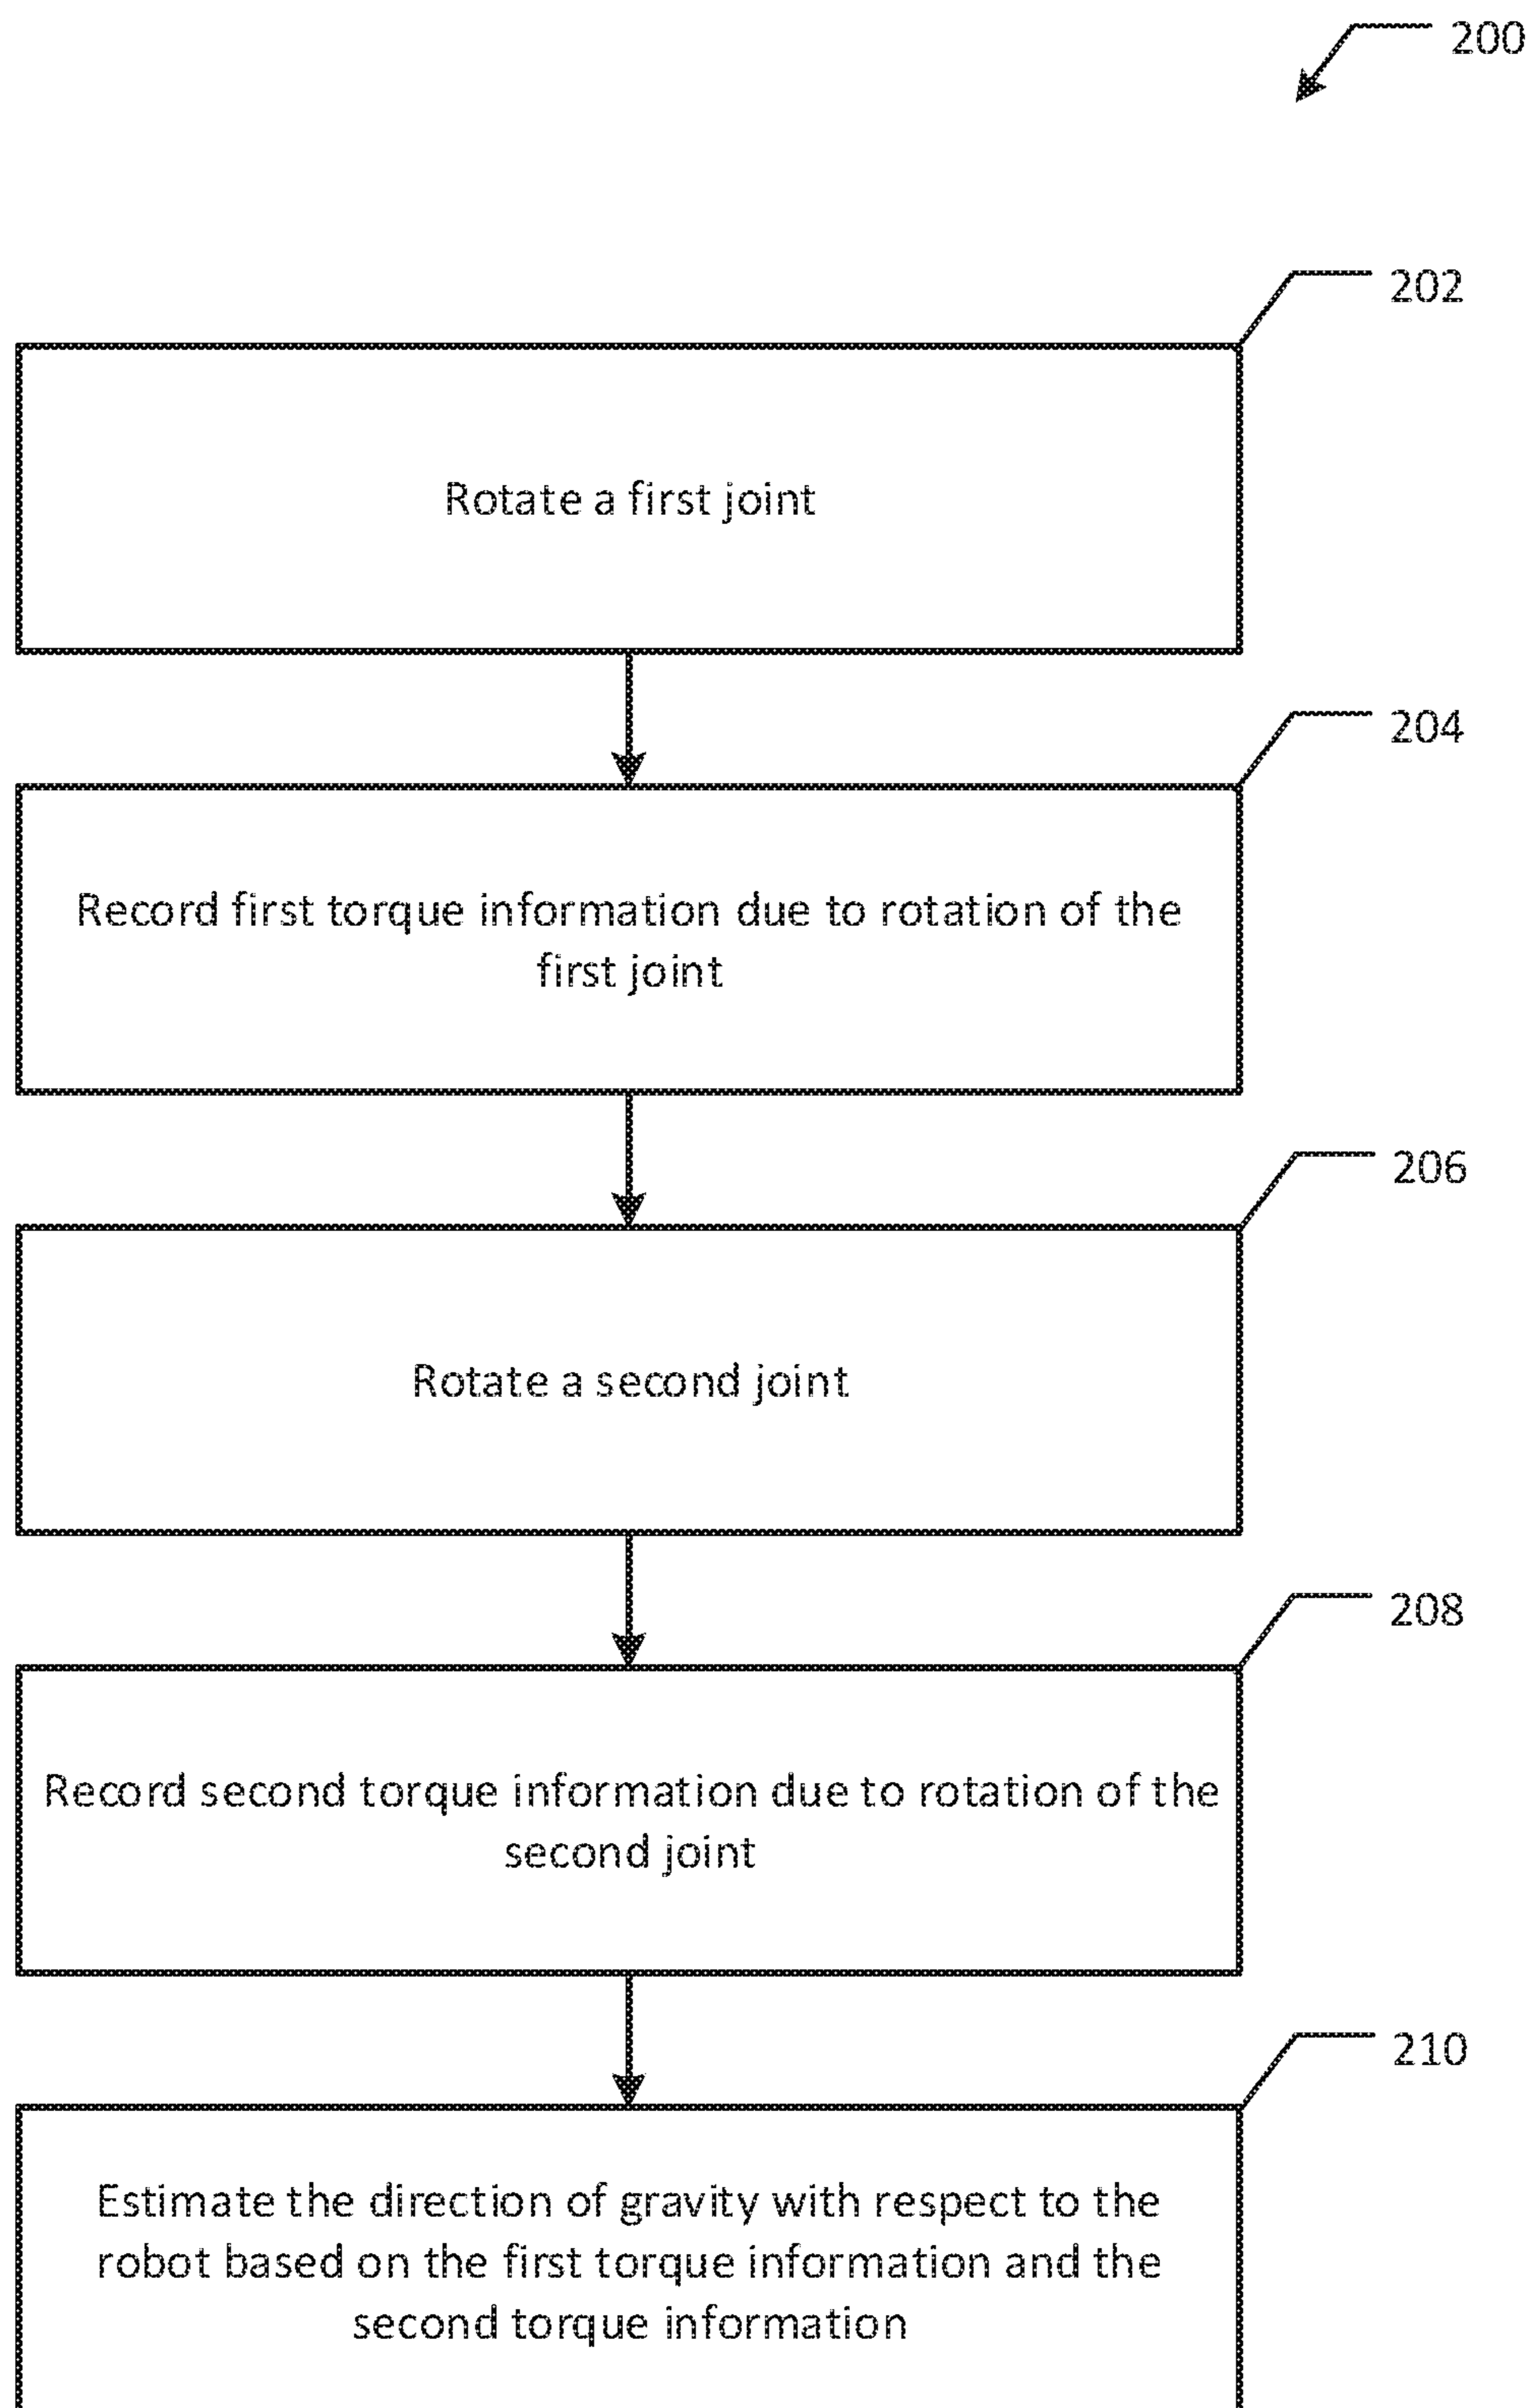 200
202
Rotate a first joint
204
Record first torque information due to rotation of the
first joint
206
Rotate a second joint
208
Record second torque information due to rotation of the
second joint
210
Estimate the direction of gravity with respect to the
robot based on the first torque information and the
second torque information